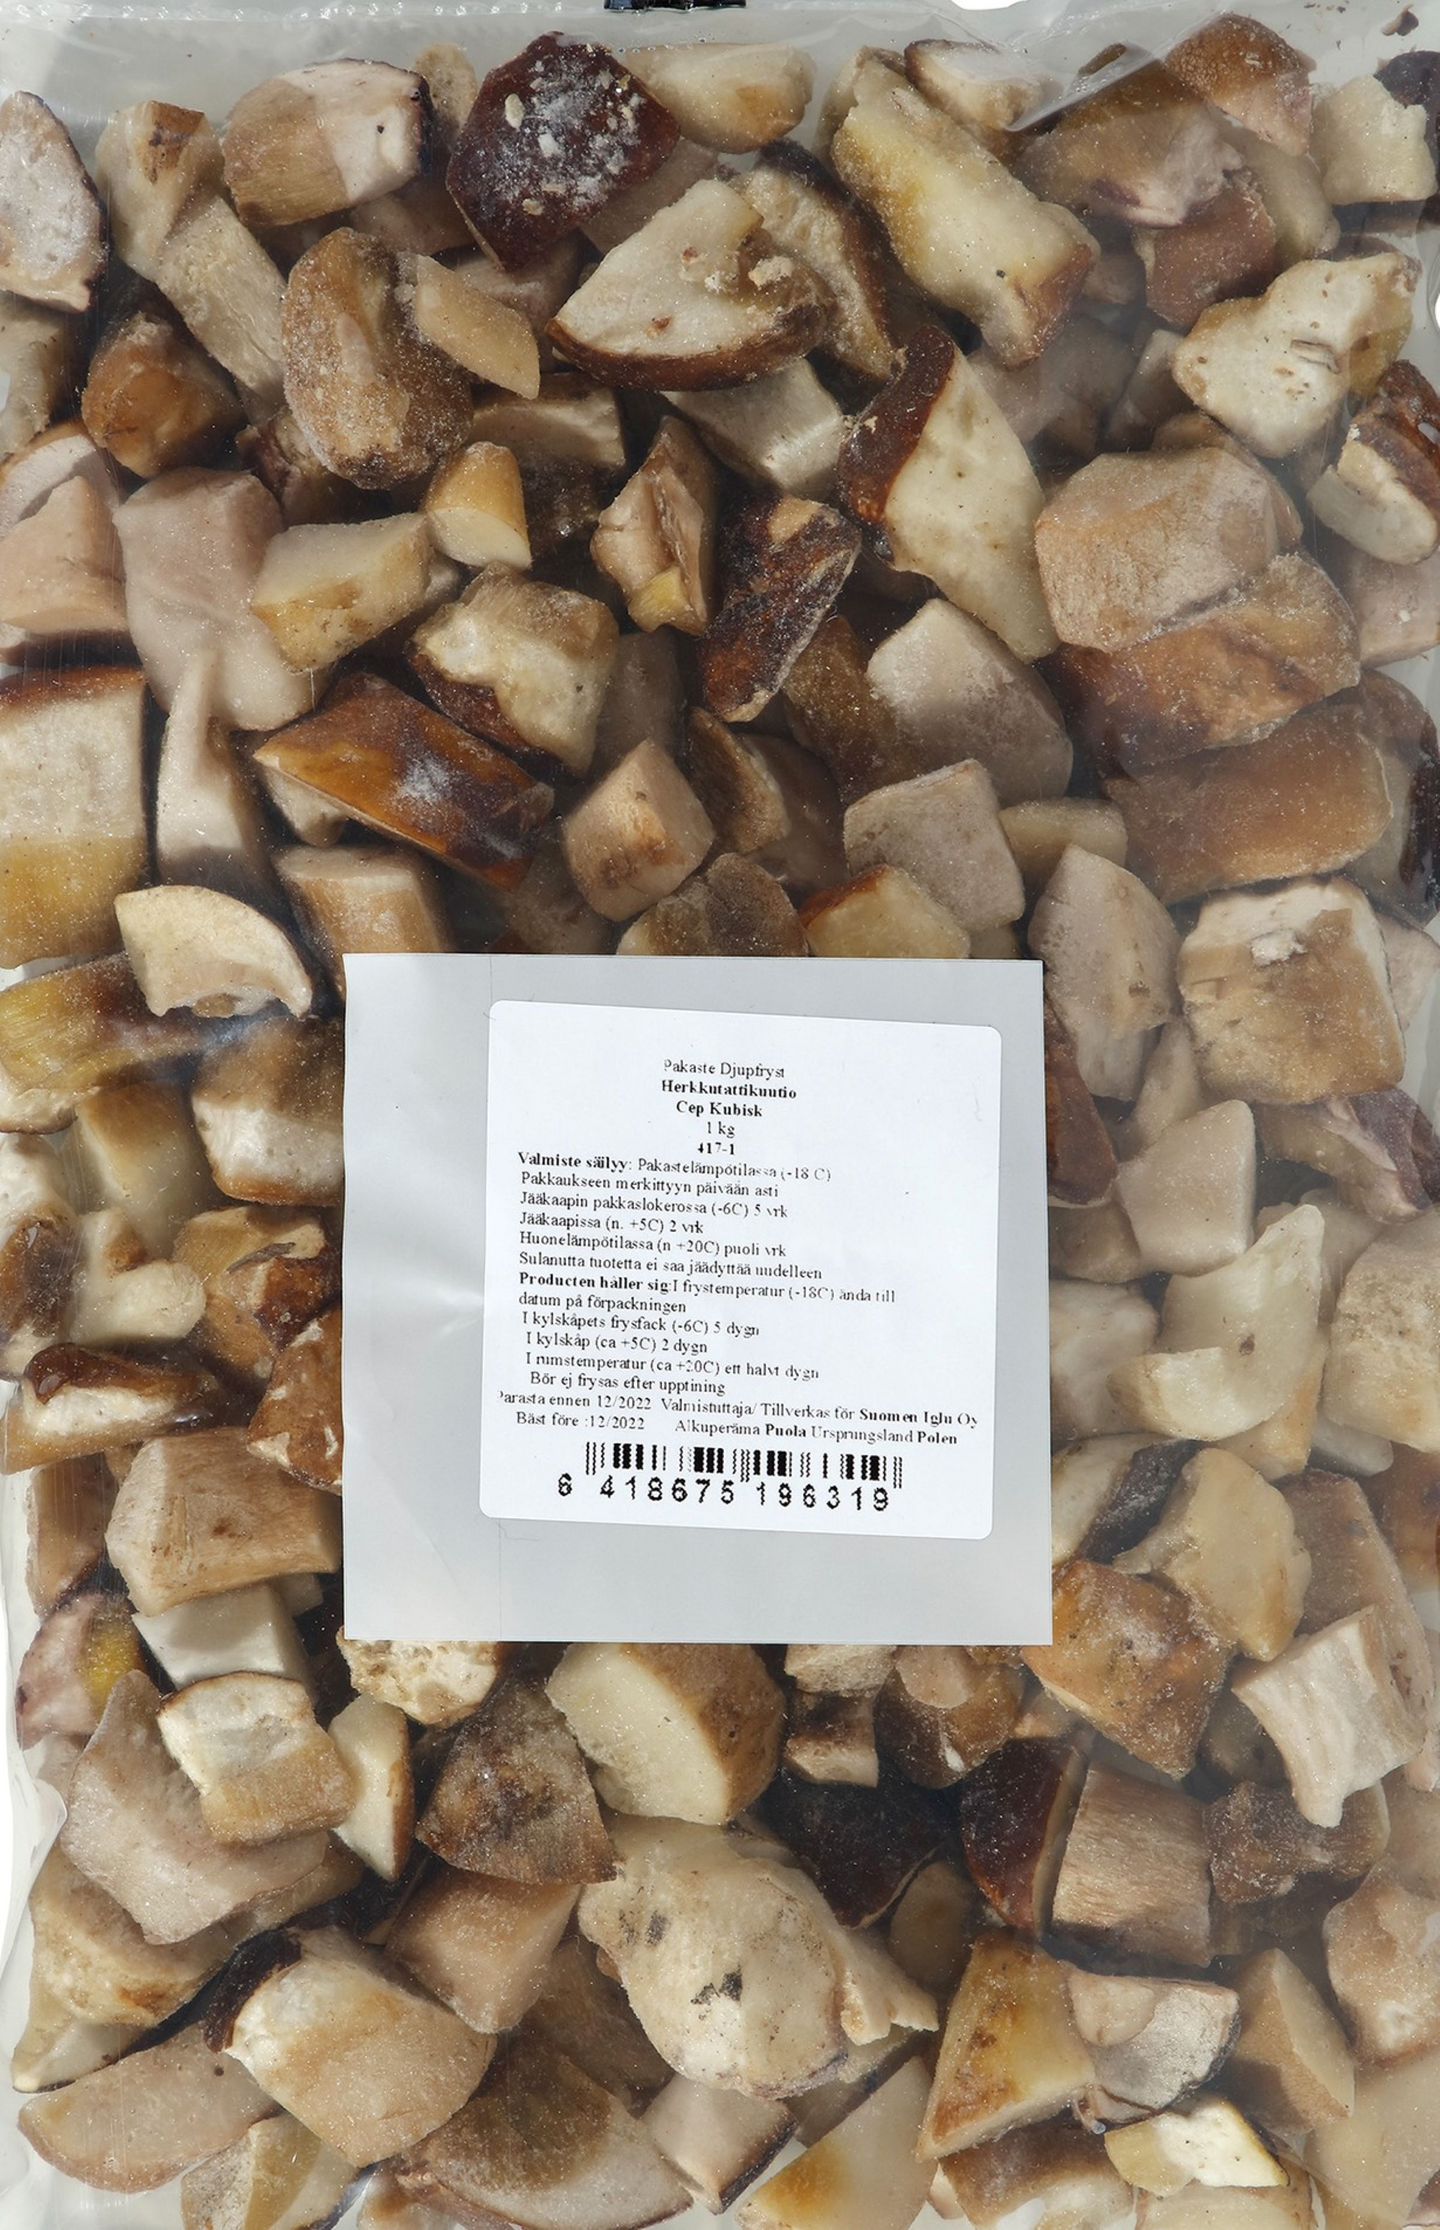 Pakaste Djupfryst
Herkkutattikuutio
Cep Kubisk
1 kg
417-1
Valmiste säilyy: Pakastelämpötilassa (-18 C)
Pakkaukseen merkittyyn päivään asti
Jääkaapin pakkaslokerossa (-6C) 5 vrk
Jääkaapissa (n. +5C) 2 vrk
Huonelämpötilassa (n +20C) puoli vrk
Sulanutta tuotetta ei saa jäädyttää uudelleen
Producten håller sig:I frystemperatur (-18C) ända till
datum på förpackningen
I kylskåpets frysfack (-6C) 5 dygn
I kylskåp (ca +5C) 2 dygn
I rumstemperatur (ca +20C) ett halvt dygn
Bör ej frysas efter upptining
Parasta ennen 12/2022 Valmistuttaja/ Tillverkas för Suomen Iglu Oy
Bäst före :12/2022 Alkuperäma Puola Ursprungsland Polen
6 418675 196319